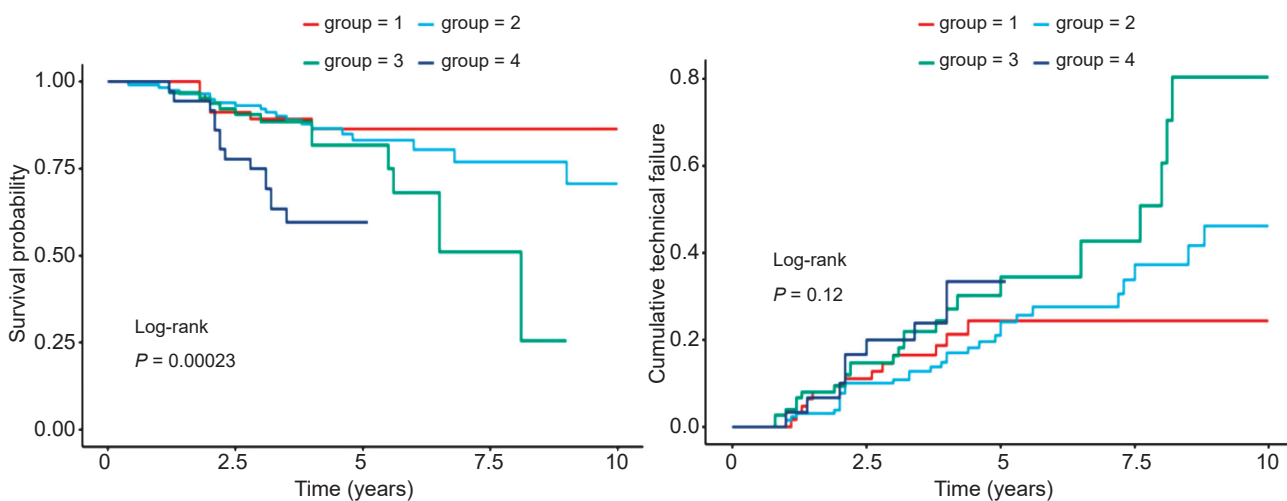 group = 1 group = 2
group = 3 group = 4
Survival probability
1.00
0.75
0.50
0.25
0.00
Log-rank
P = 0.00023
0 2.5 5 7.5 10
Time (years)
group = 1 group = 2
group = 3 group = 4
Cumulative technical failure
0.8
0.6
0.4
0.2
0.0
Log-rank
P = 0.12
0 2.5 5 7.5 10
Time (years)